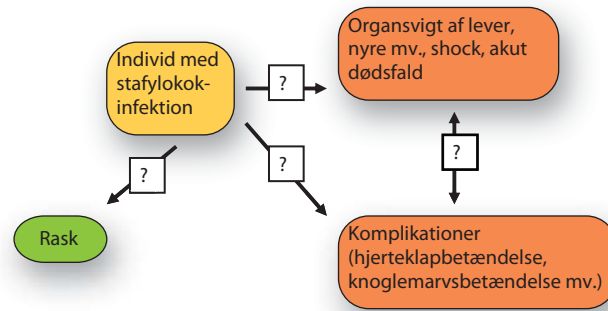 Individ med
stafylokok-
infektion
?
Organsvigt af lever,
nyre mv., shock, akut
dødsfald
?
?
?
Rask
Komplikationer
(hjerteklapbetændelse,
knoglemarvsbetændelse mv.)